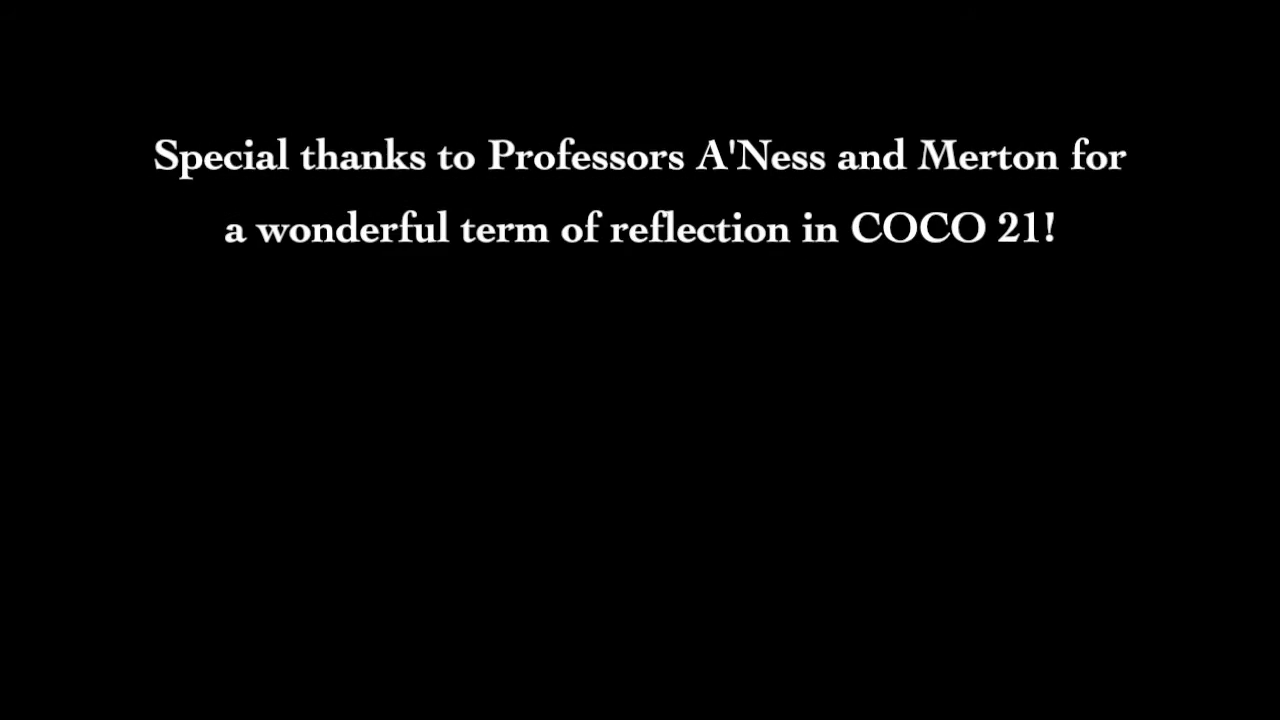 Special thanks to Professors A'Ness and Merton for
a wonderful term of reflection in COCO 21!